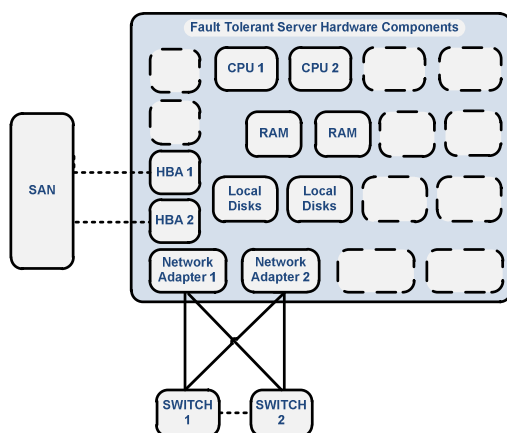 Fault Tolerant Server Hardware Components
CPU 1
CPU 2
RAM
RAM
SAN
HBA 1
HBA 2
Local
Disks
Local
Disks
Network
Adapter 1
Network
Adapter 2
SWITCH
1
SWITCH
2